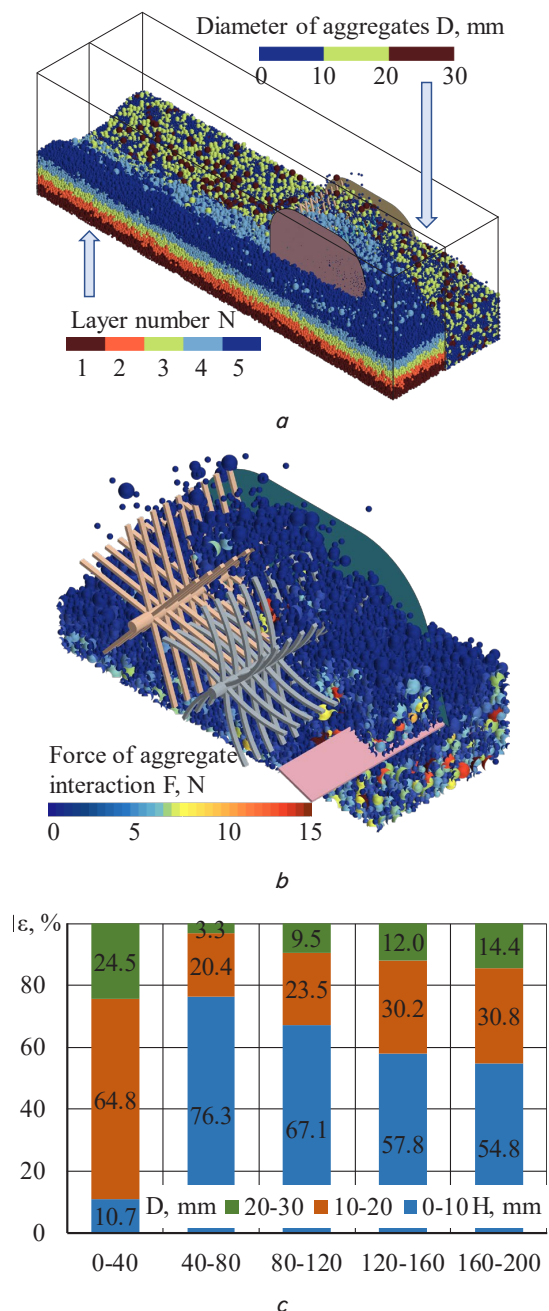 Diameter of aggregates D, mm
0 10 20 30
Layer number N
1 2 3 4 5
a
Force of aggregate
interaction F, N
0 5 10 15
b
ε, %
3.3
24.5 9.5 12.0 14.4
80
20.4 23.5 30.2 30.8
60
64.8
76.3 67.1 57.8 54.8
40
20
D, mm 20-30 10-20 0-10 H, mm
10.7
0
0-40 40-80 80-120 120-160 160-200
c